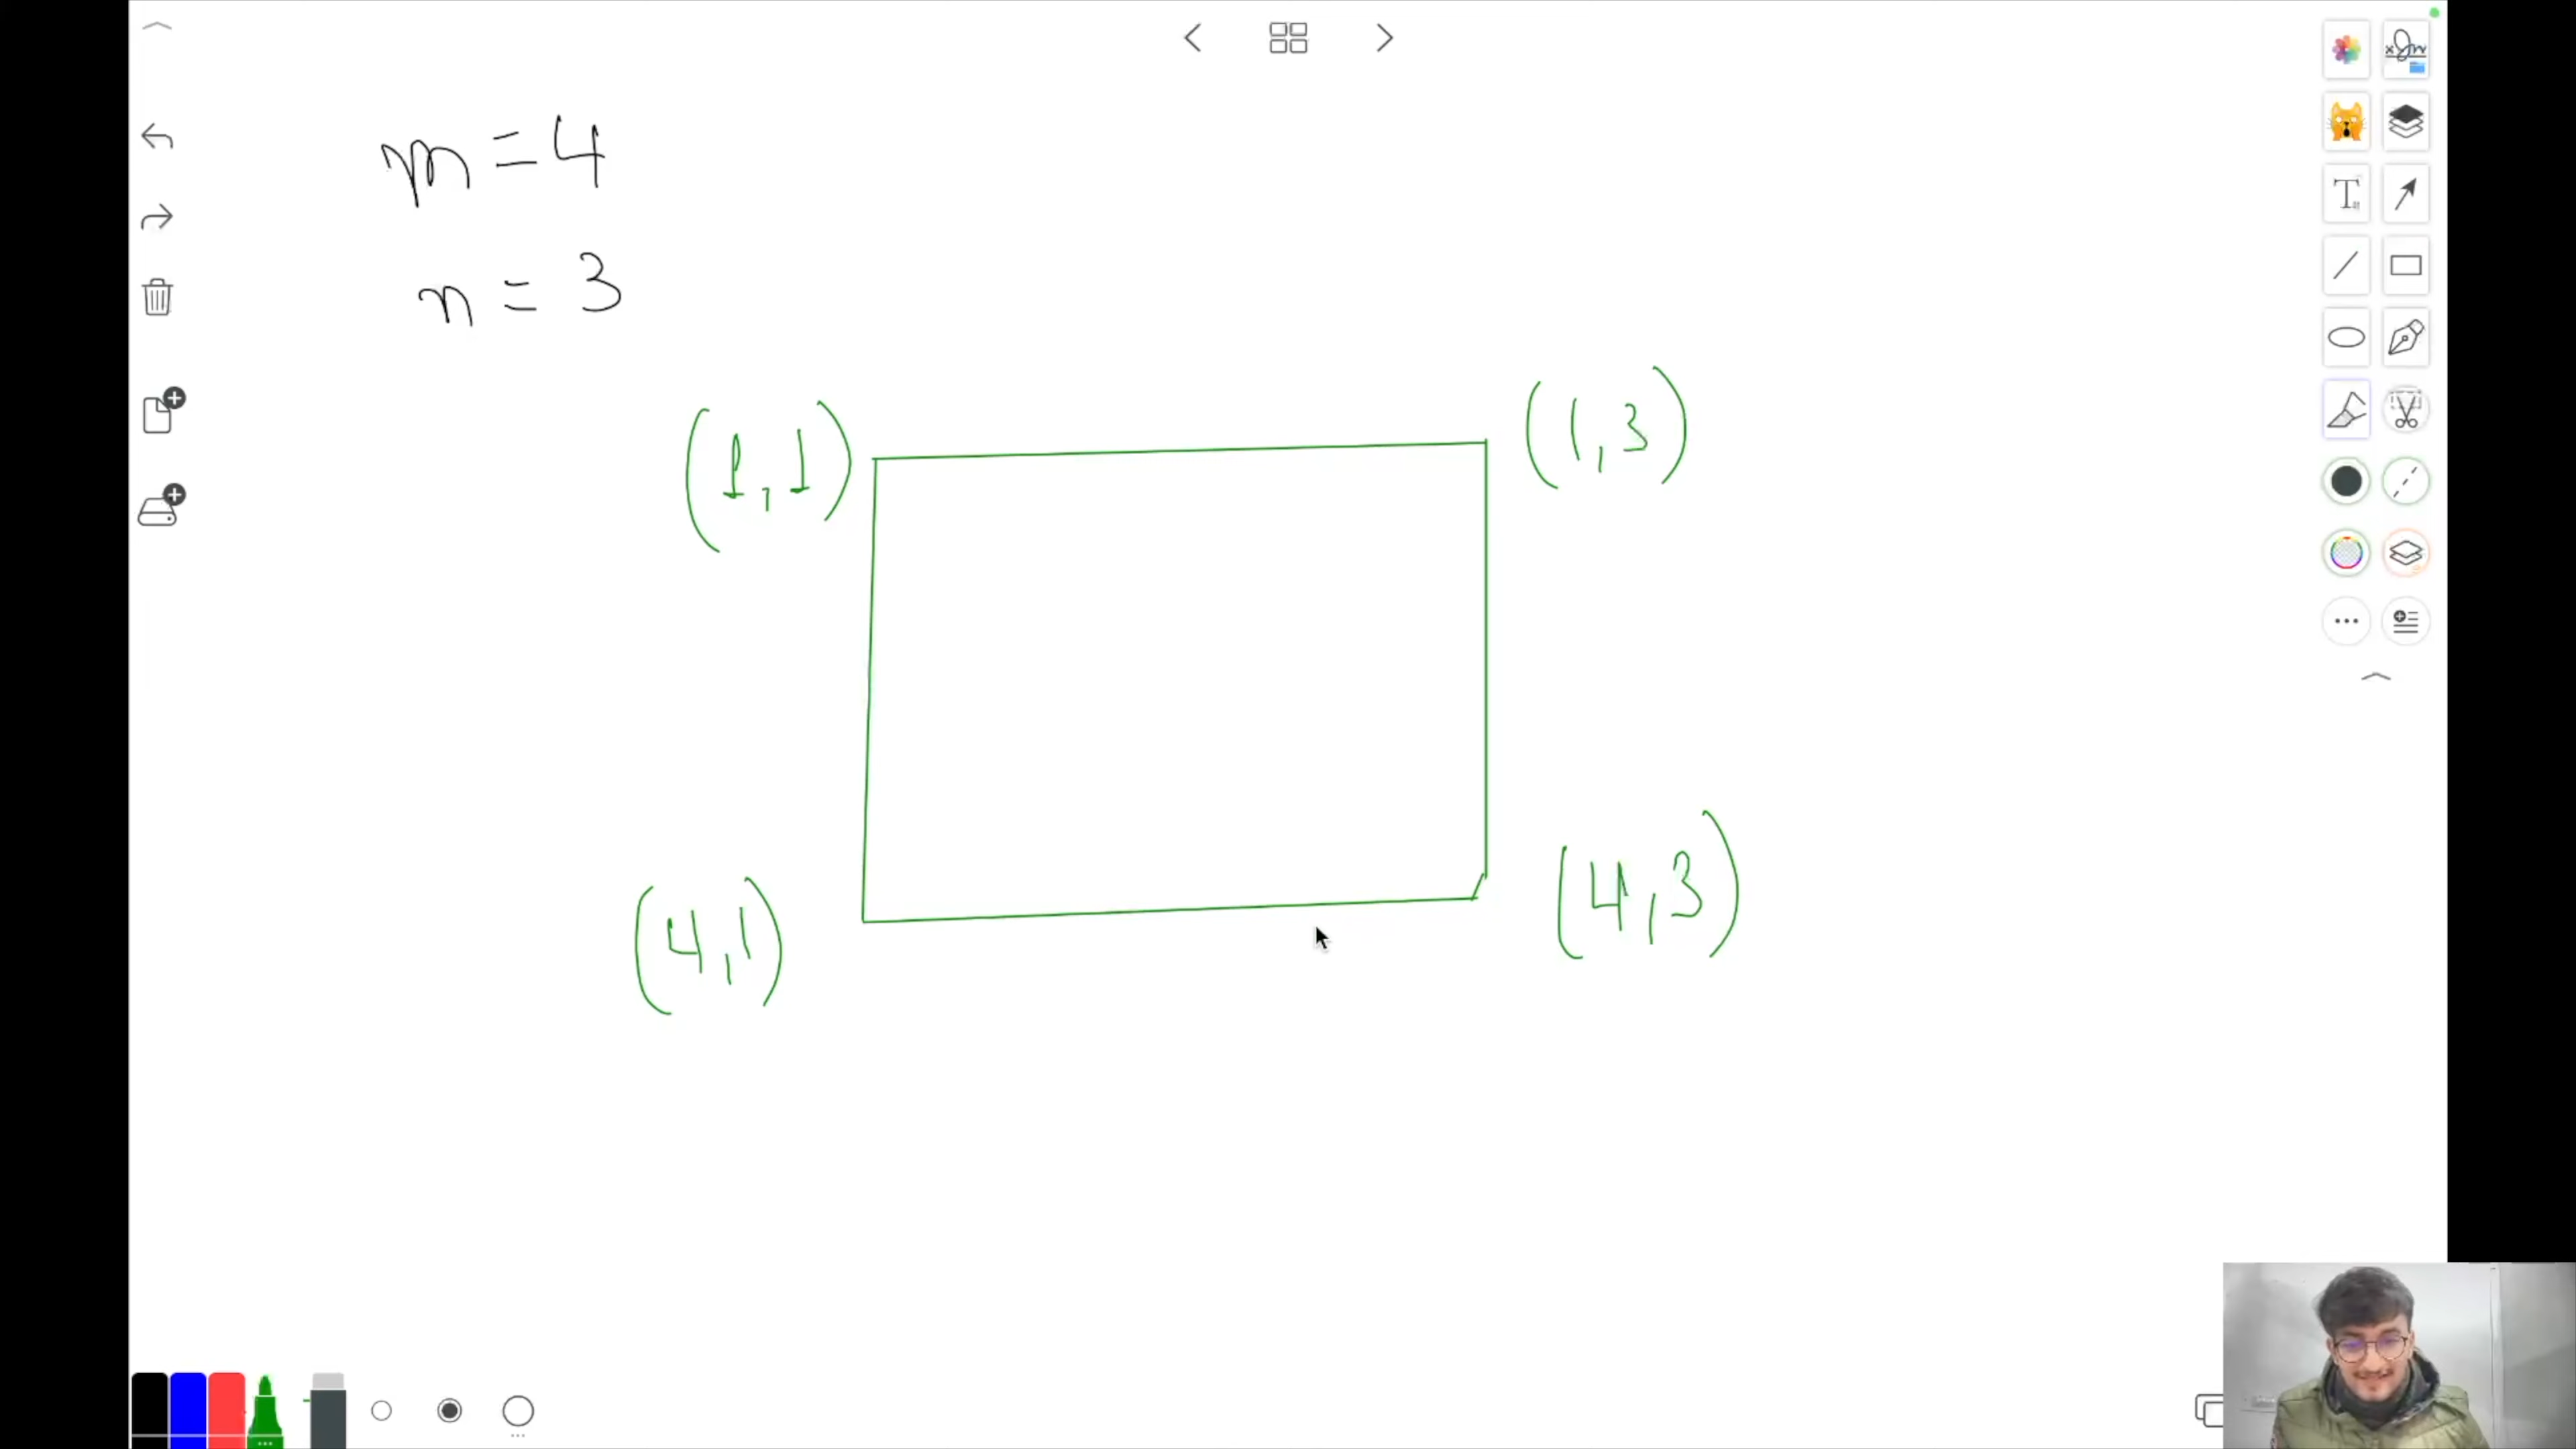 m = 4
n = 3
(1,1)
(1,3)
(4,1)
(4,3)